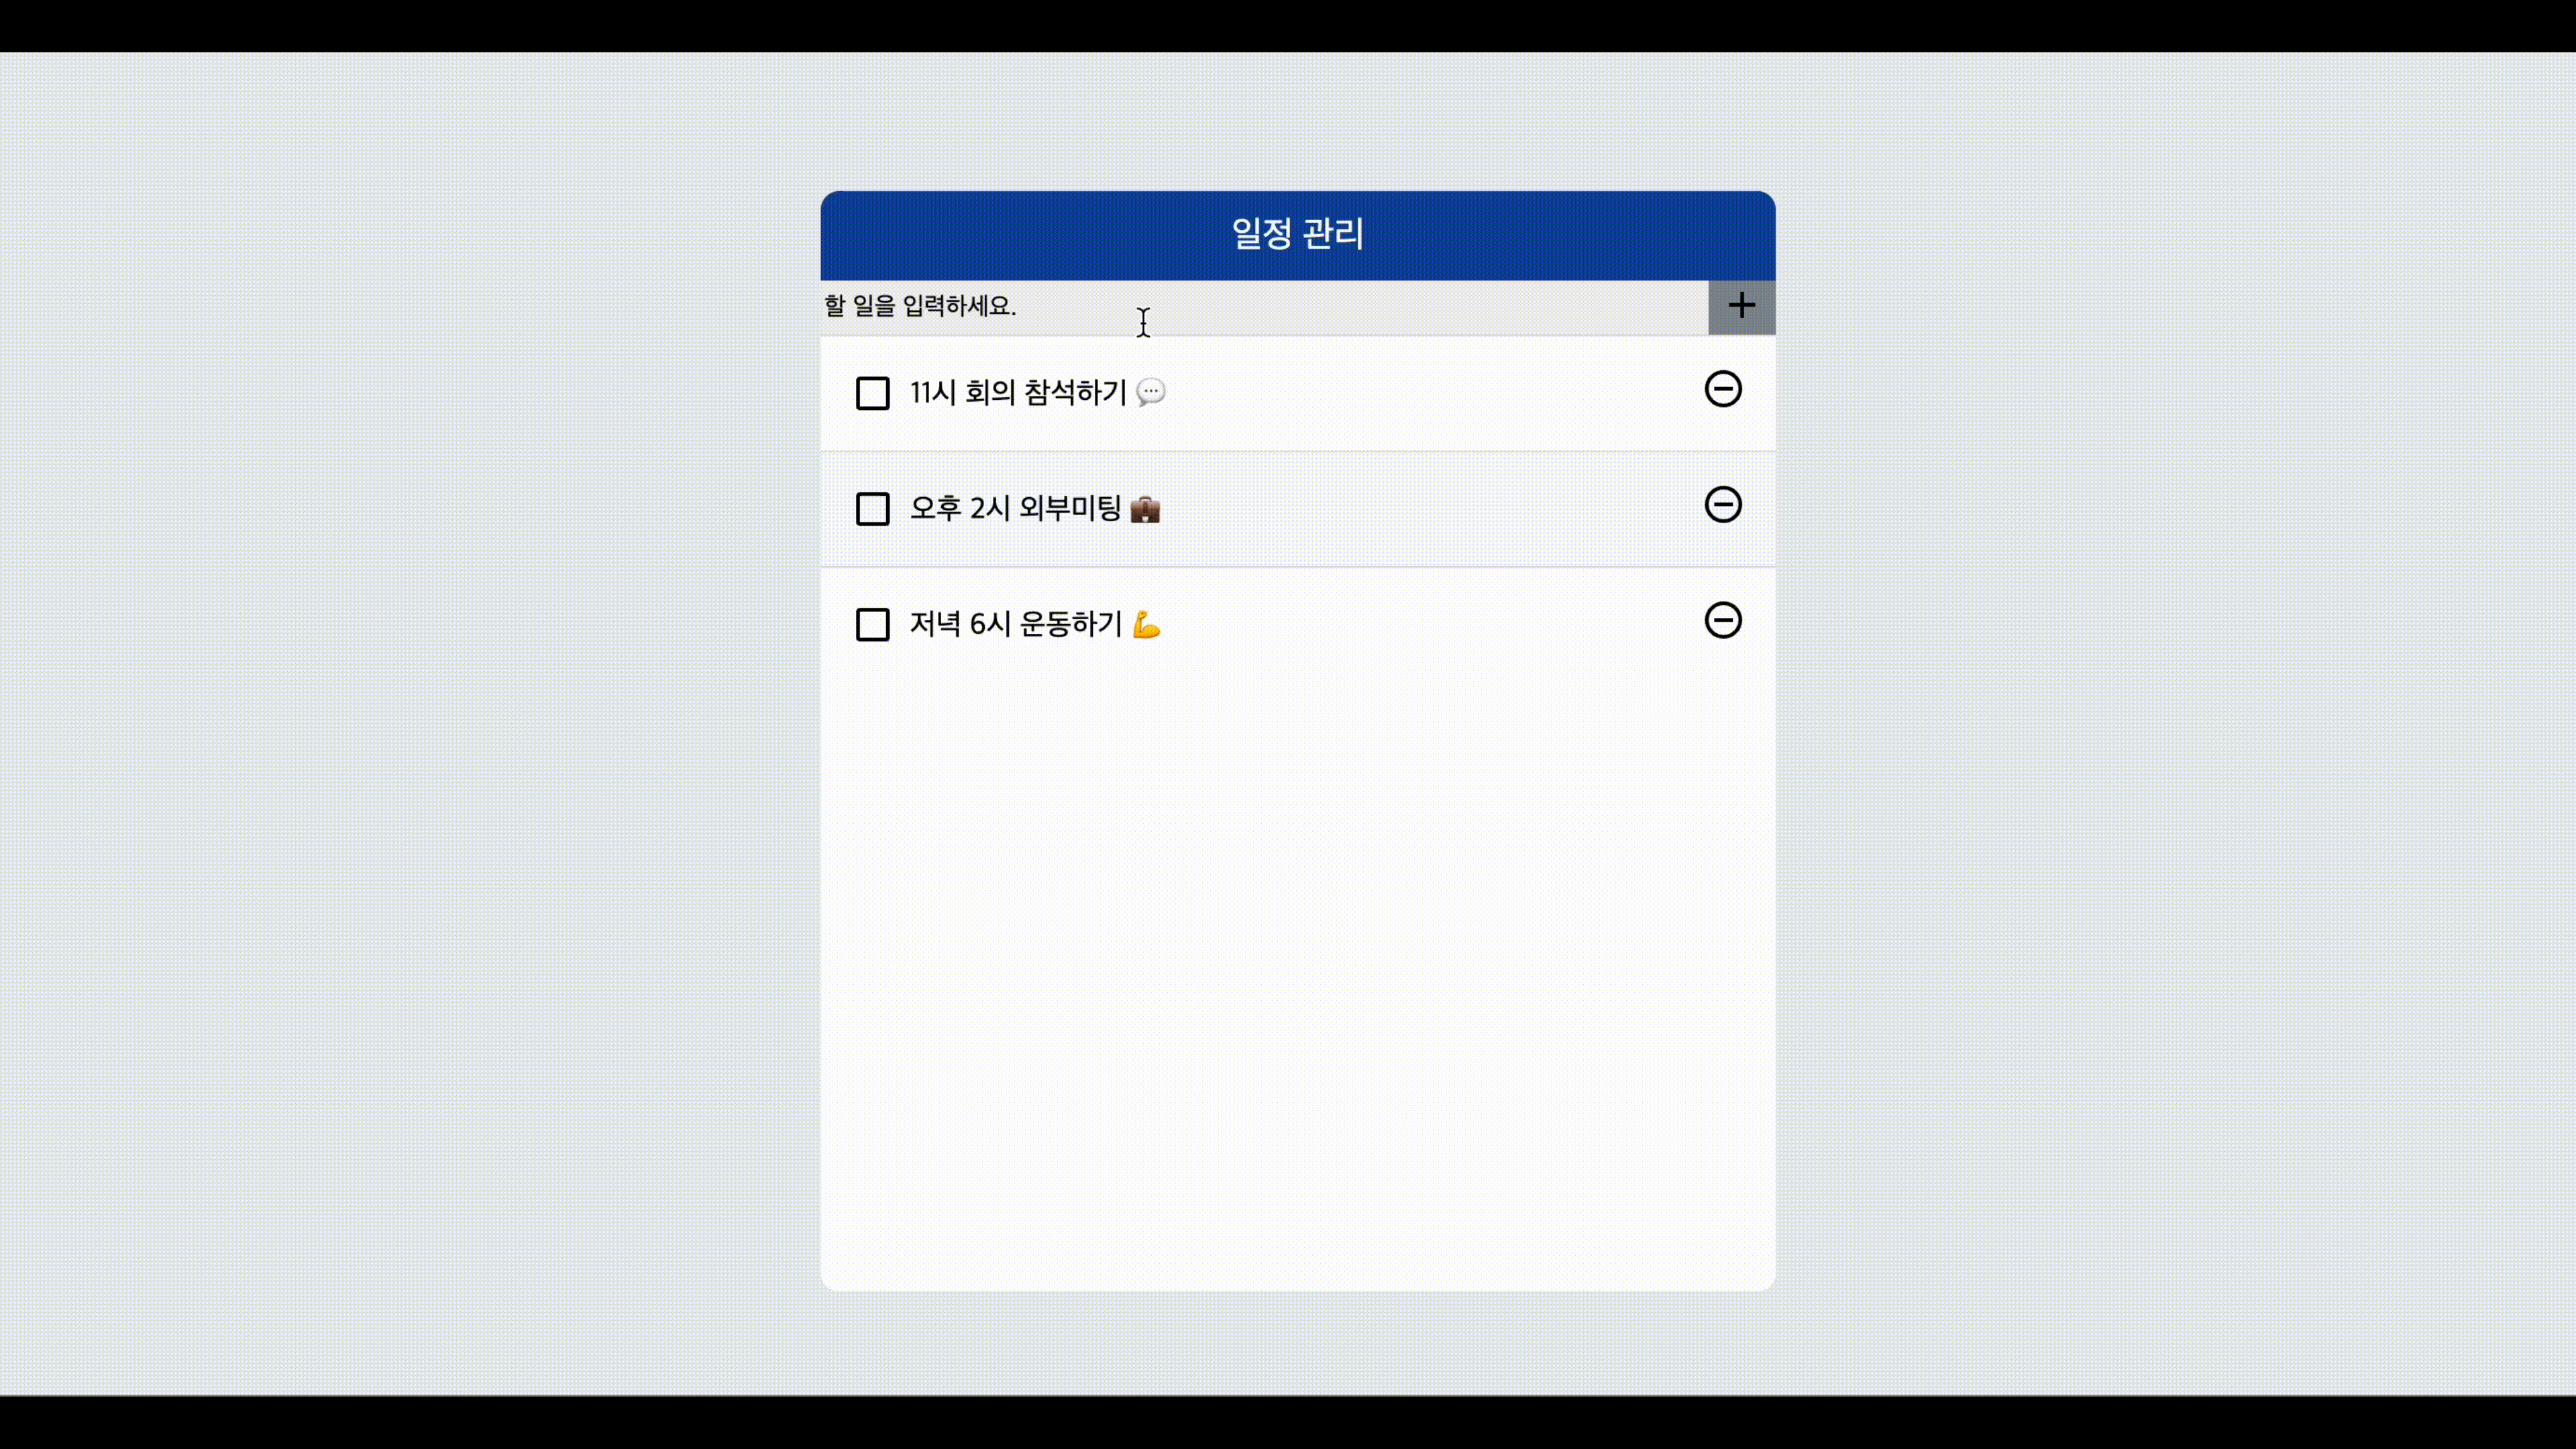 일정 관리
할 일을 입력하세요.
11시 회의 참석하기 💬
오후 2시 외부미팅 💼
저녁 6시 운동하기 💪